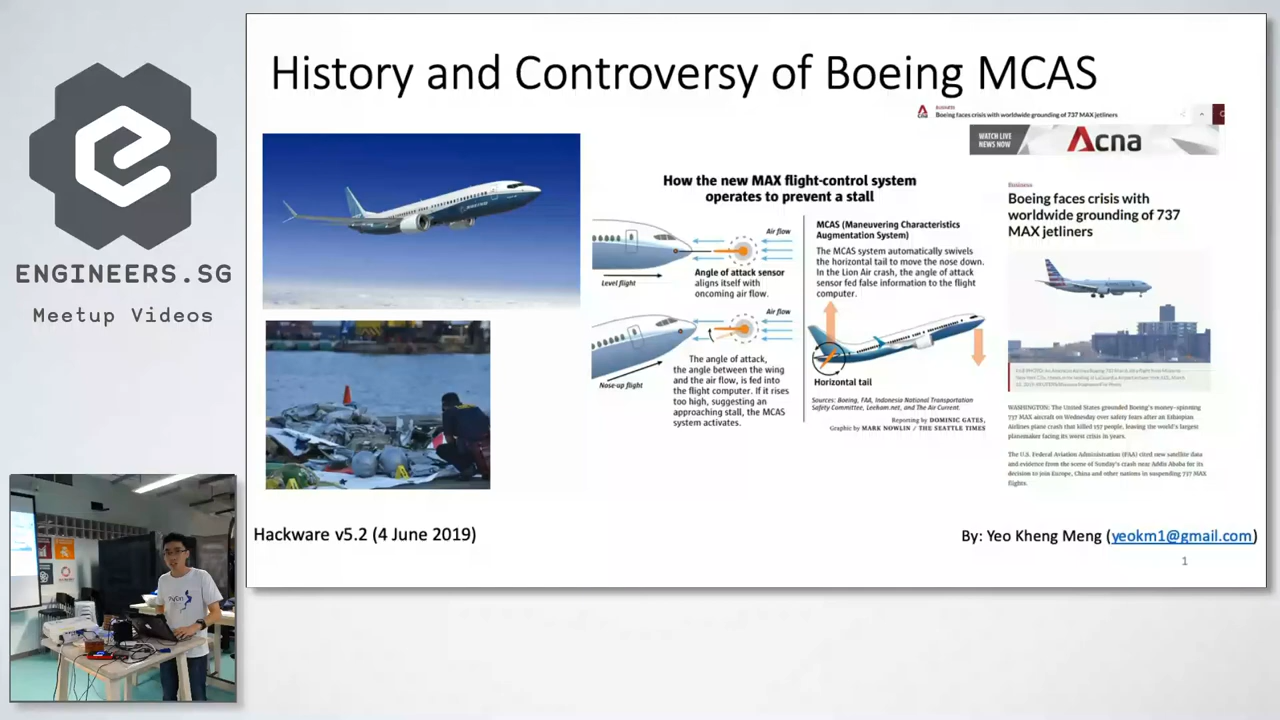 ENGINEERS.SG
Meetup Videos
History and Controversy of Boeing MCAS
cna
Business
Boeing faces crisis with worldwide grounding of 737 MAX jetliners
WATCH LIVE
NEWS NOW
cna
How the new MAX flight-control system
operates to prevent a stall
Air flow
Angle of attack sensor
aligns itself with
oncoming air flow.
Level flight
Air flow
Nose-up flight
The angle of attack,
the angle between the wing
and the air flow, is fed into
the flight computer. If it rises
too high, suggesting an
approaching stall, the MCAS
system activates.
MCAS (Maneuvering Characteristics
Augmentation System)
The MCAS system automatically swivels
the horizontal tail to move the nose down.
In the Lion Air crash, the angle of attack
sensor fed false information to the flight
computer.
Horizontal tail
Sources: Boeing, FAA, Indonesia National Transportation
Safety Committee, Leeham.net, and The Air Current.
Reporting by DOMINIC GATES,
Graphic by MARK NOWLIN / THE SEATTLE TIMES
Business
Boeing faces crisis with
worldwide grounding of 737
MAX jetliners
WASHINGTON: The United States grounded Boeing's money-spinning
737 MAX aircraft on Wednesday over safety fears after an Ethiopian
Airlines plane crash that killed 157 people, leaving the world's largest
planemaker facing its worst crisis in years.
The U.S. Federal Aviation Administration (FAA) cited new satellite data
and evidence from the scene of Sunday's crash near Addis Ababa for its
decision to join Europe, China and other nations in suspending 737 MAX
flights.
Hackware v5.2 (4 June 2019)
By: Yeo Kheng Meng (yeokm1@gmail.com)
1